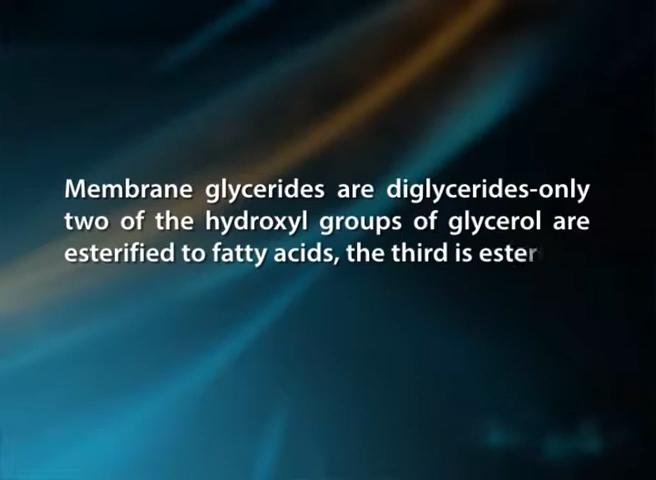 Membrane glycerides are diglycerides-only
two of the hydroxyl groups of glycerol are
esterified to fatty acids, the third is ester